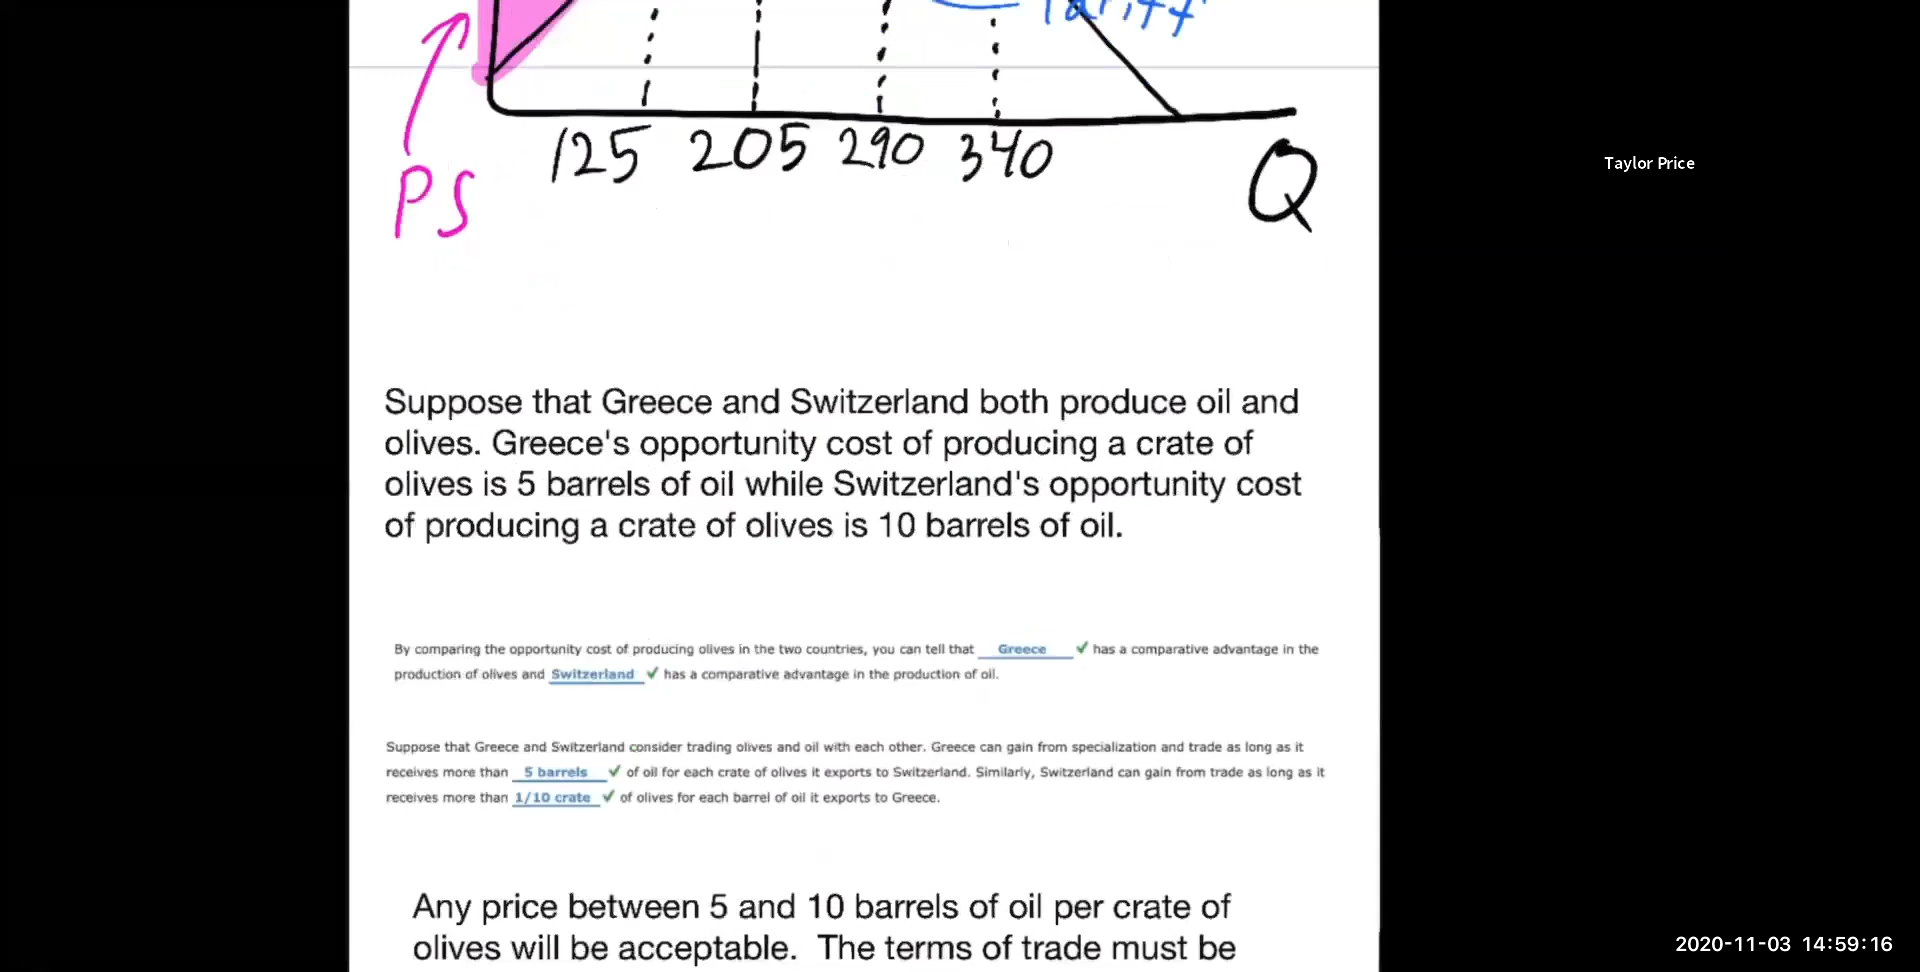 Tariff
125 205 290 340
PS
Q
Taylor Price
Suppose that Greece and Switzerland both produce oil and
olives. Greece's opportunity cost of producing a crate of
olives is 5 barrels of oil while Switzerland's opportunity cost
of producing a crate of olives is 10 barrels of oil.
By comparing the opportunity cost of producing olives in the two countries, you can tell that Greece ✔ has a comparative advantage in the
production of olives and Switzerland ✔ has a comparative advantage in the production of oil.
Suppose that Greece and Switzerland consider trading olives and oil with each other. Greece can gain from specialization and trade as long as it
receives more than 5 barrels ✔ of oil for each crate of olives it exports to Switzerland. Similarly, Switzerland can gain from trade as long as it
receives more than 1/10 crate ✔ of olives for each barrel of oil it exports to Greece.
Any price between 5 and 10 barrels of oil per crate of
olives will be acceptable. The terms of trade must be
2020-11-03 14:59:16